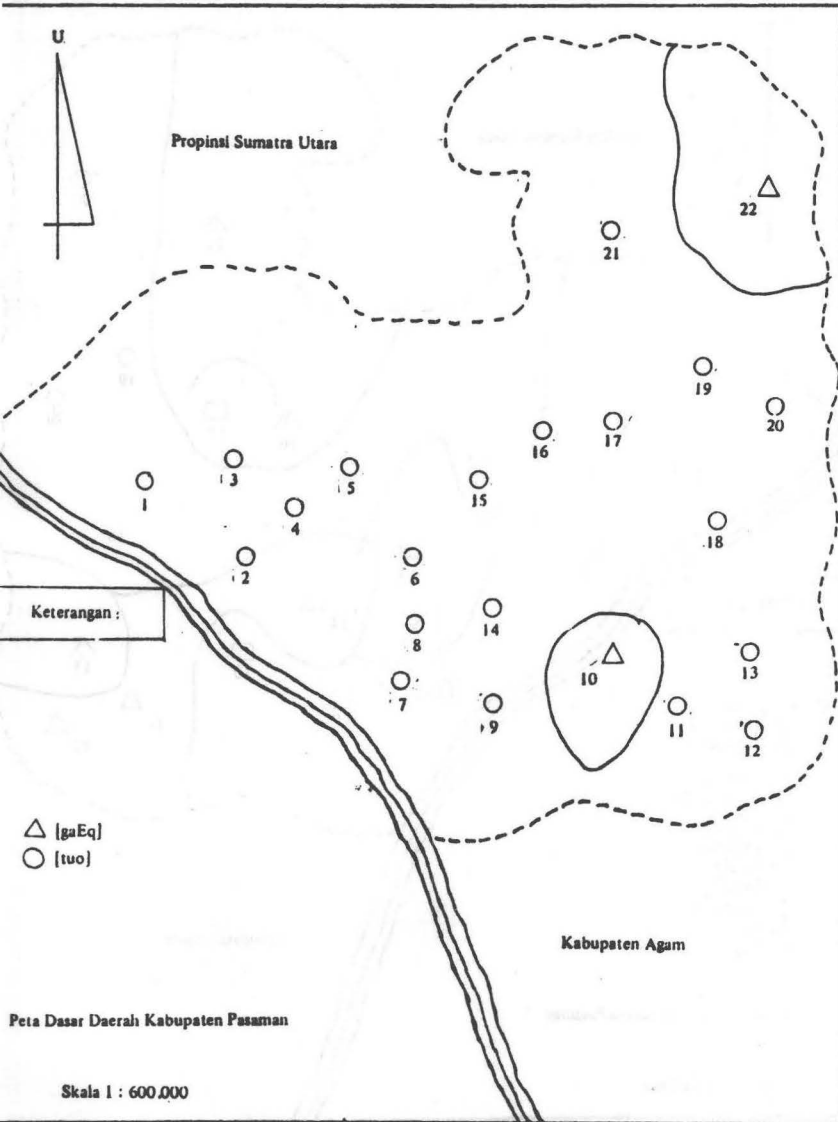 U
Propinsi Sumatra Utara
22
21
19
20
16
17
3
5
1
15
4
18
2
6
Keterangan :
14
8
10
13
7
9
11
12
[gaEq]
[tuo]
Kabupaten Agam
Peta Dasar Daerah Kabupaten Pasaman
Skala 1 : 600.000